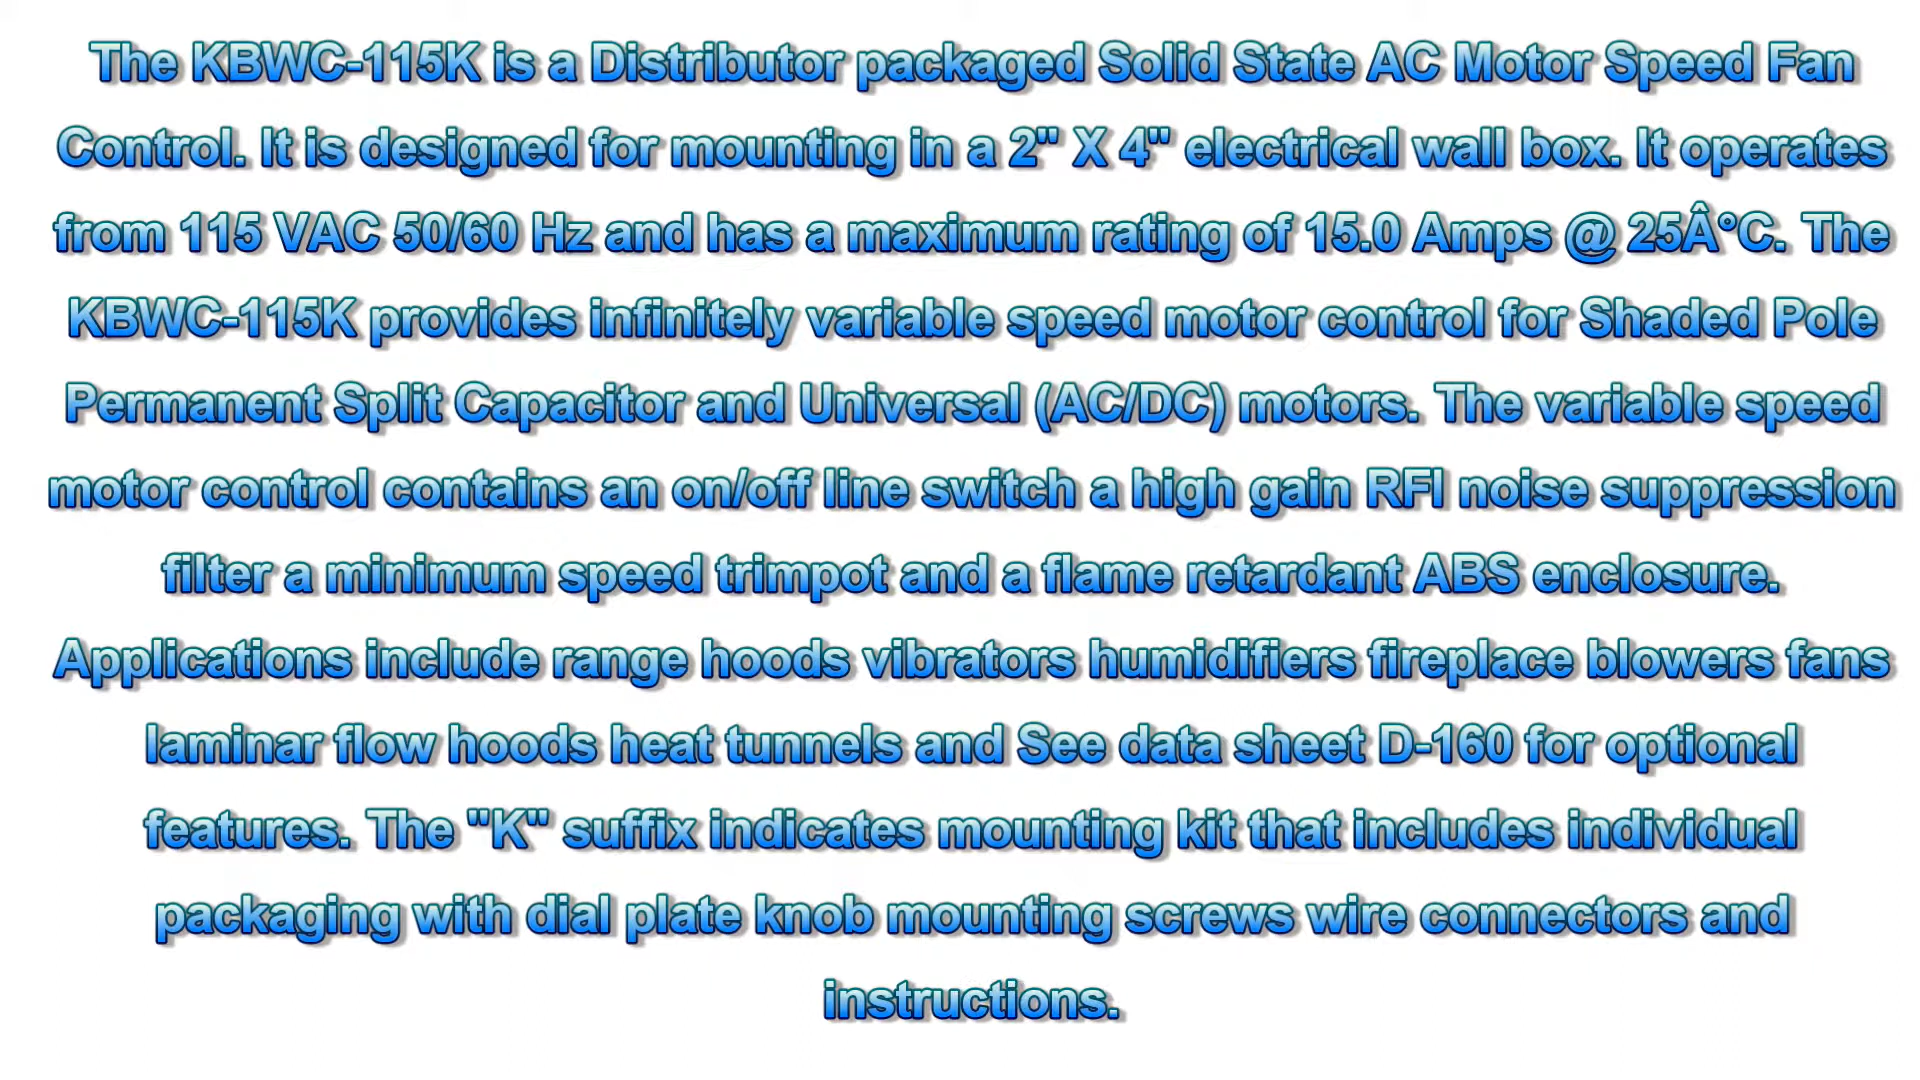 The KBWC-115K is a Distributor packaged Solid State AC Motor Speed Fan
Control. It is designed for mounting in a 2" X 4" electrical wall box. It operates
from 115 VAC 50/60 Hz and has a maximum rating of 15.0 Amps @ 25Â°C. The
KBWC-115K provides infinitely variable speed motor control for Shaded Pole
Permanent Split Capacitor and Universal (AC/DC) motors. The variable speed
motor control contains an on/off line switch a high gain RFI noise suppression
filter a minimum speed trimpot and a flame retardant ABS enclosure.
Applications include range hoods vibrators humidifiers fireplace blowers fans
laminar flow hoods heat tunnels and See data sheet D-160 for optional
features. The "K" suffix indicates mounting kit that includes individual
packaging with dial plate knob mounting screws wire connectors and
instructions.